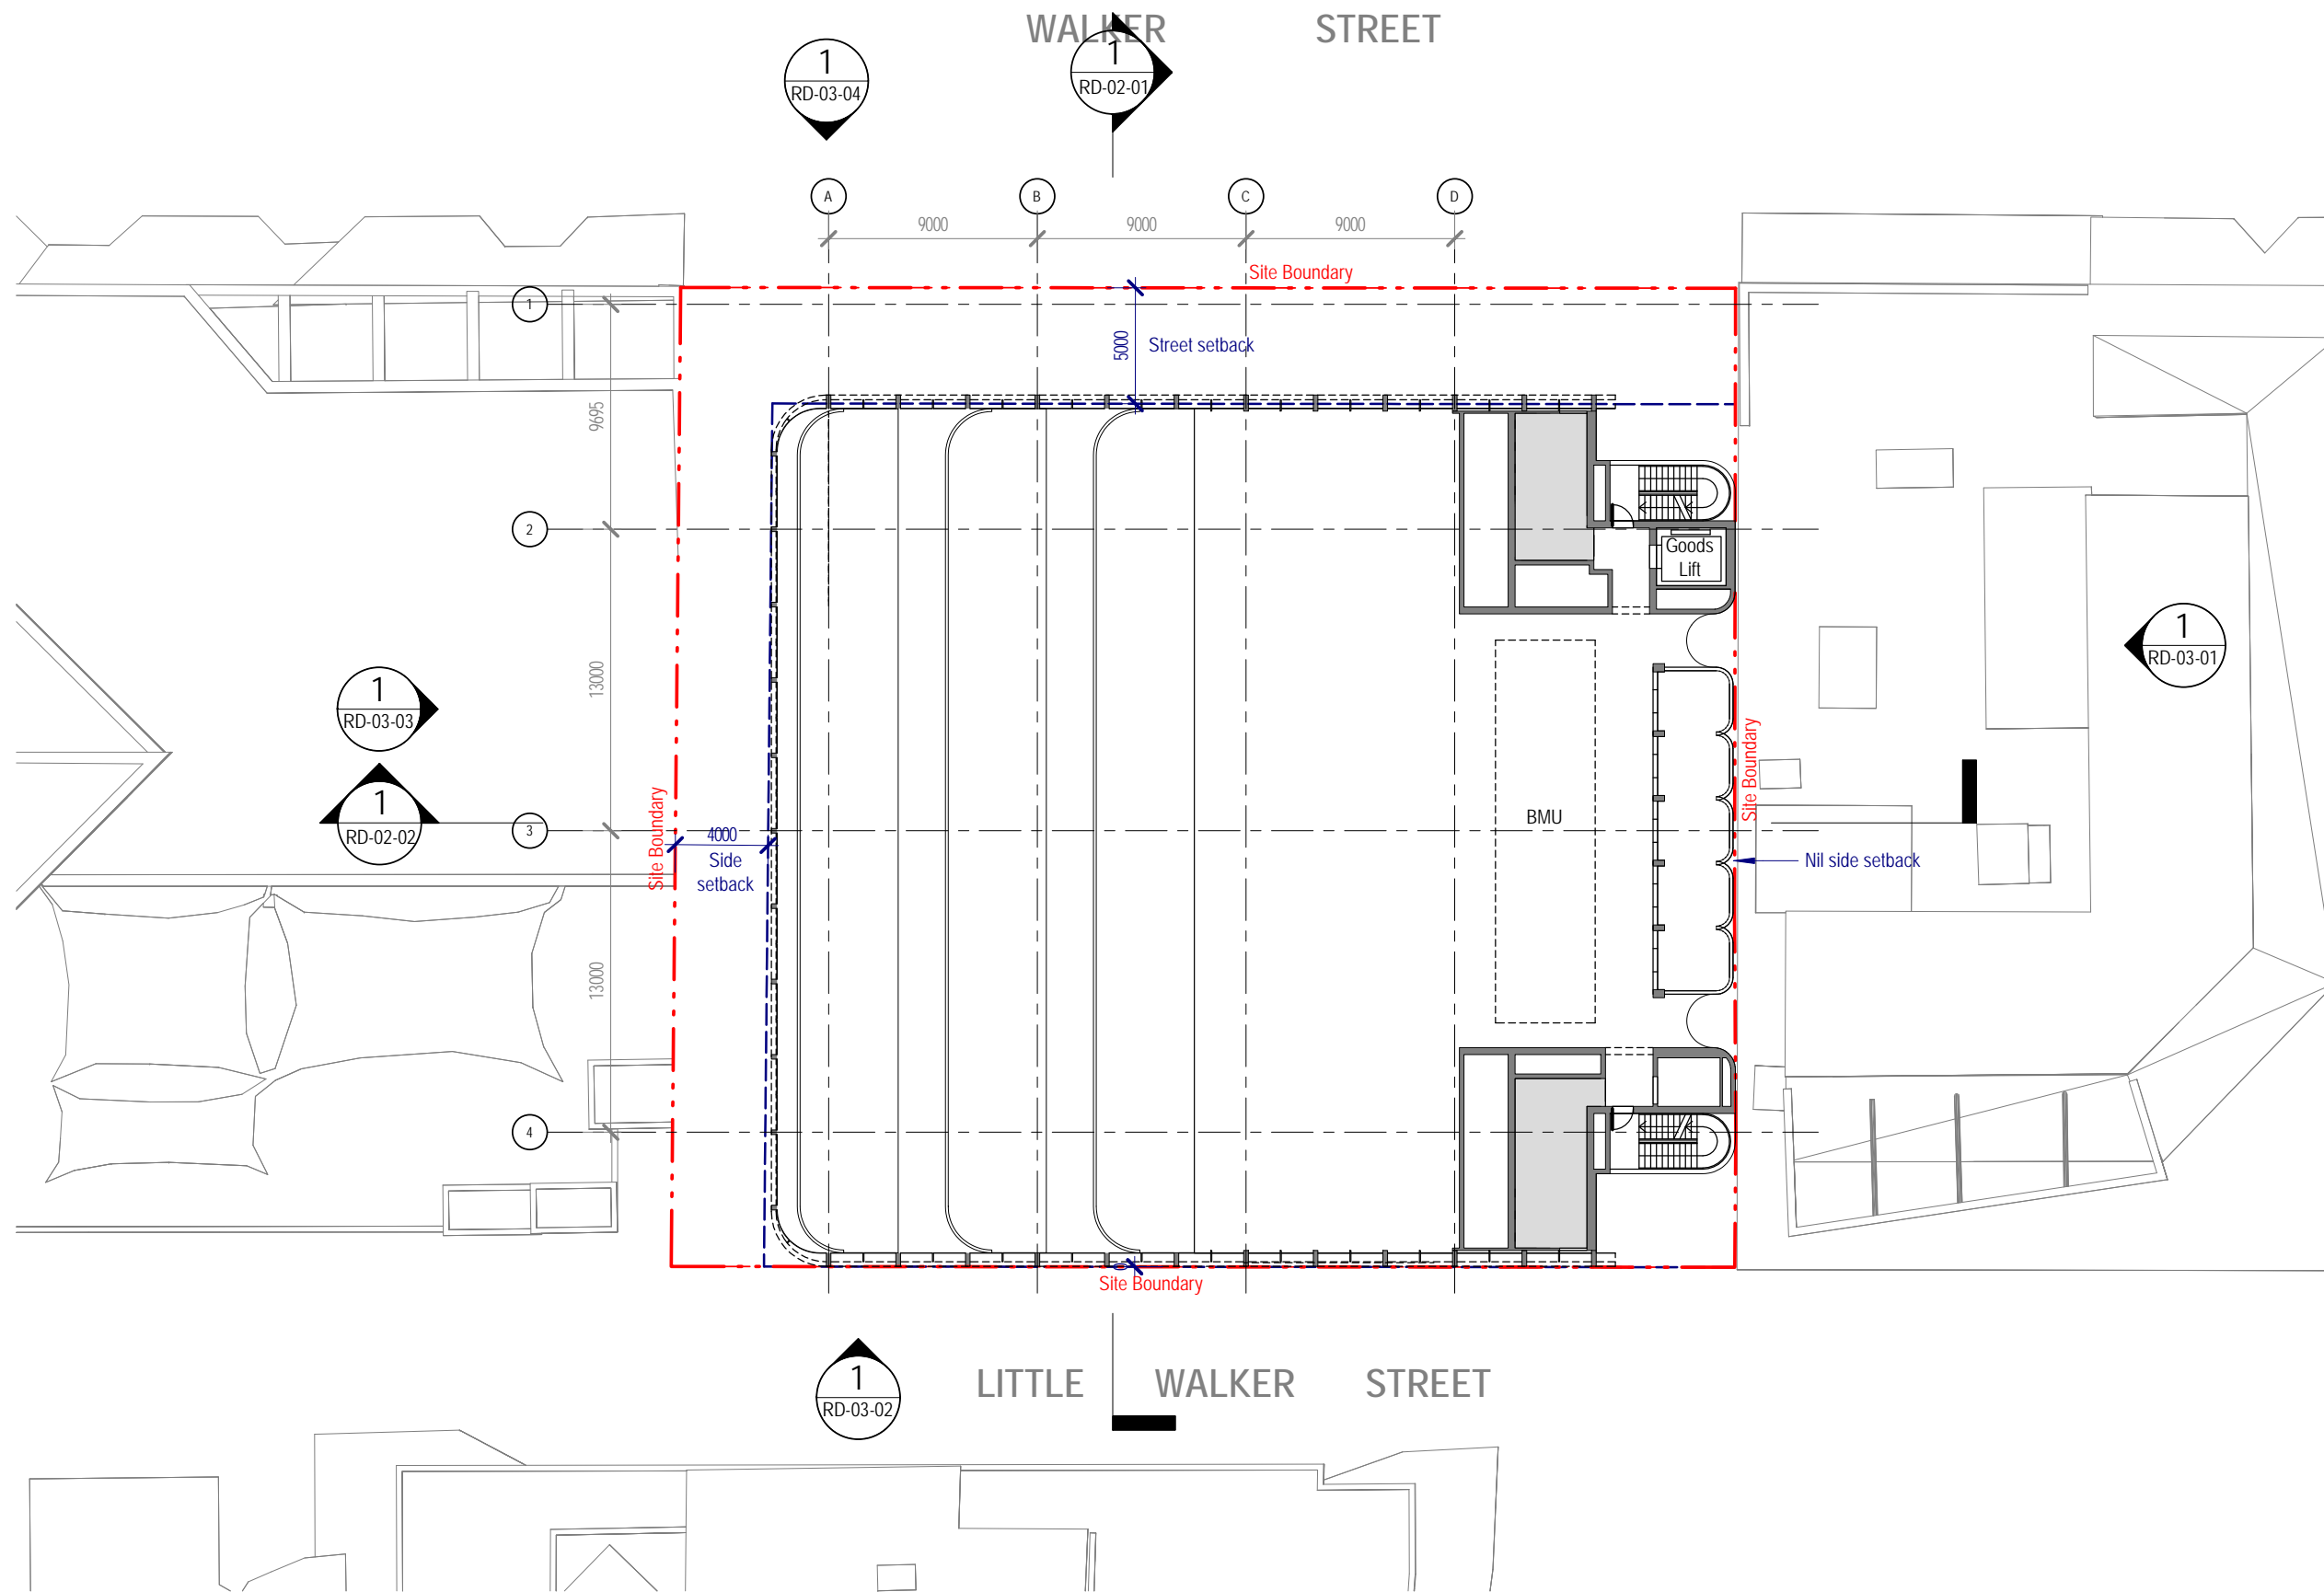 WALKER STREET
1
RD-03-04
1
RD-02-01
A
B
C
D
9000
9000
9000
Site Boundary
1
5000
Street setback
9695
2
Goods
Lift
1
RD-03-01
13000
1
RD-03-03
Site Boundary
1
RD-02-02
3
4000
Side
setback
Site Boundary
BMU
Nil side setback
13000
4
0
Site Boundary
1
RD-03-02
LITTLE WALKER STREET